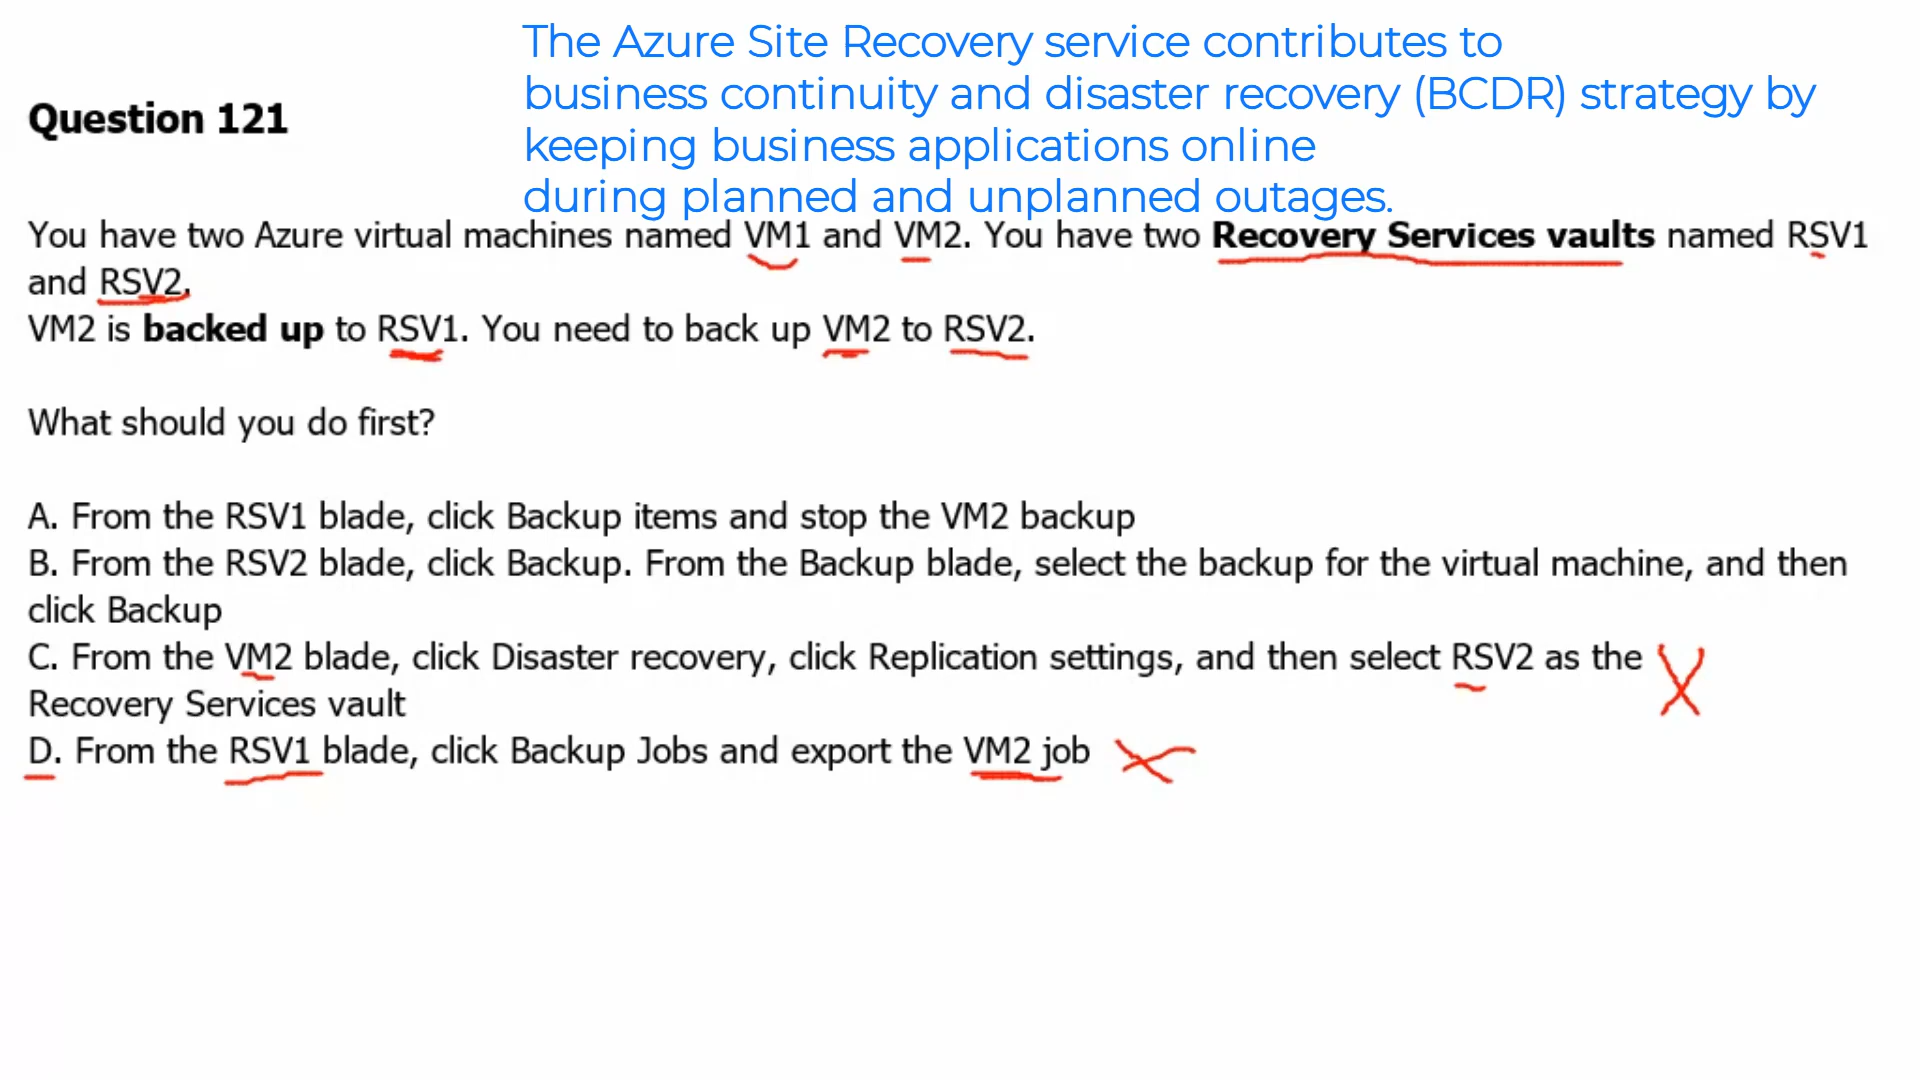 The Azure Site Recovery service contributes to
business continuity and disaster recovery (BCDR) strategy by
keeping business applications online
during planned and unplanned outages.
Question 121
You have two Azure virtual machines named VM1 and VM2. You have two Recovery Services vaults named RSV1
and RSV2.
VM2 is backed up to RSV1. You need to back up VM2 to RSV2.
What should you do first?
A. From the RSV1 blade, click Backup items and stop the VM2 backup
B. From the RSV2 blade, click Backup. From the Backup blade, select the backup for the virtual machine, and then
click Backup
C. From the VM2 blade, click Disaster recovery, click Replication settings, and then select RSV2 as the
Recovery Services vault
D. From the RSV1 blade, click Backup Jobs and export the VM2 job